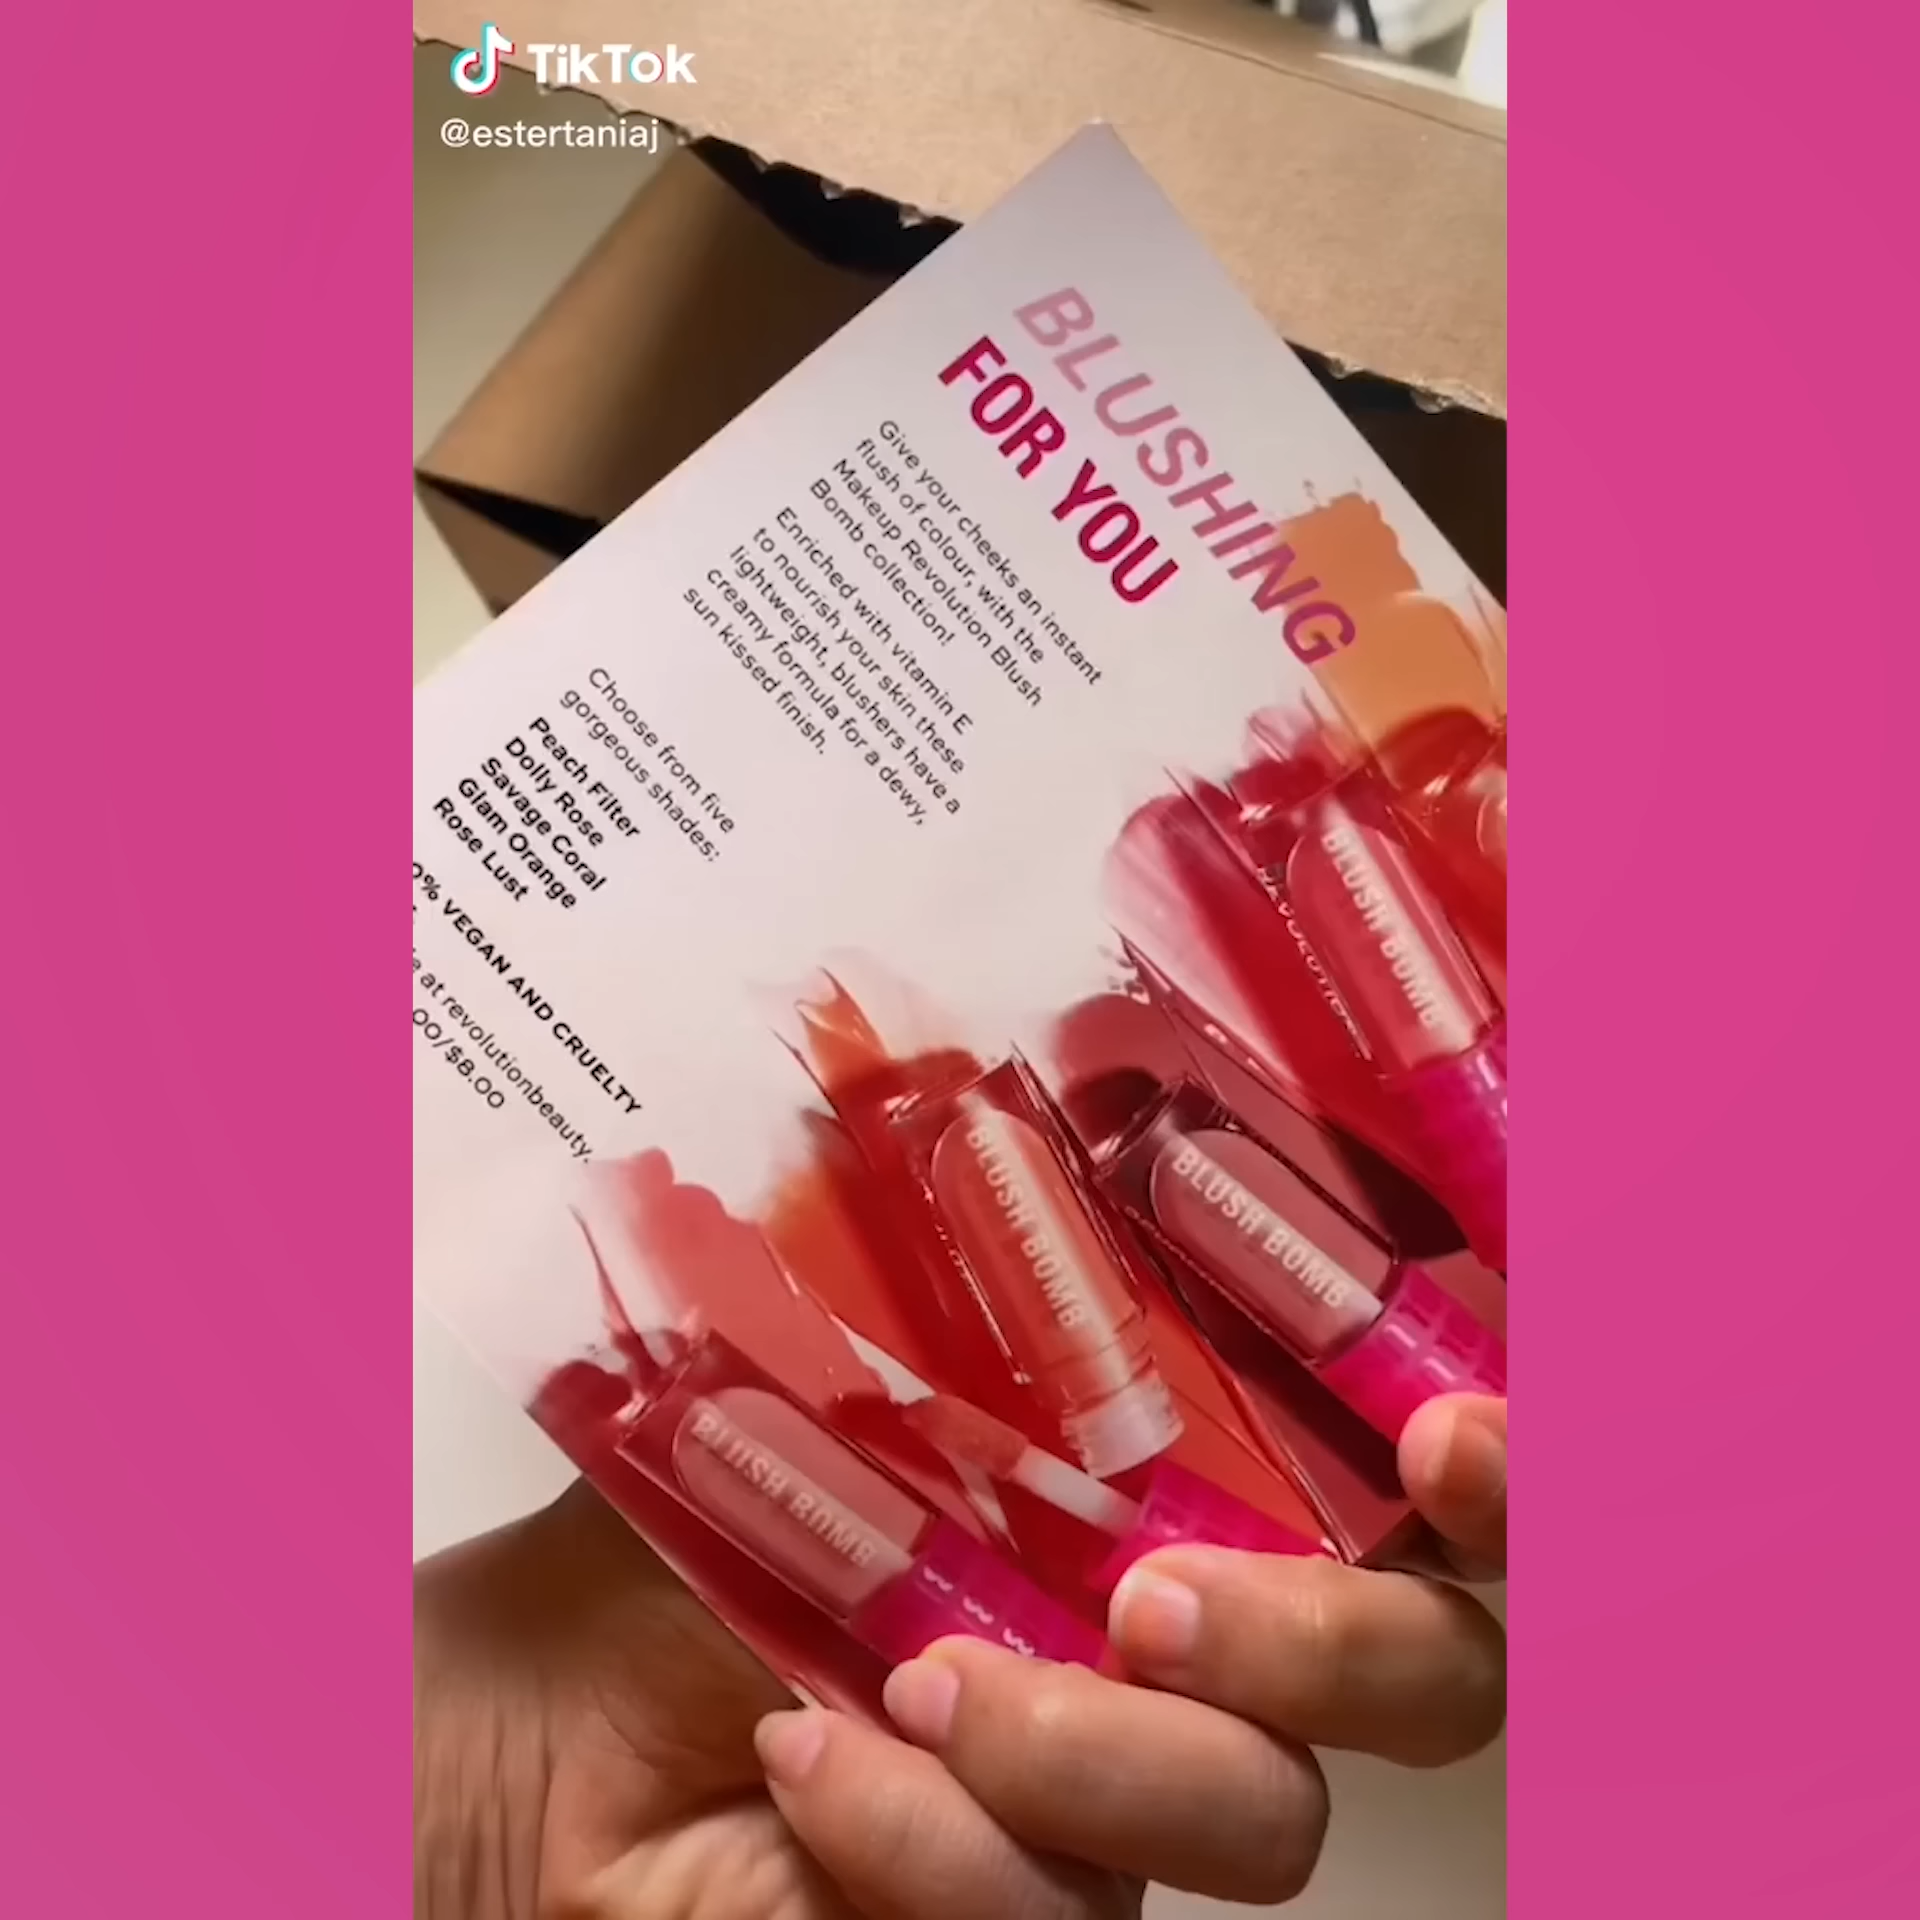 TikTok
@estertaniaj
BLUSHING
FOR YOU
Give your cheeks an instant
flush of colour, with the
Makeup Revolution Blush
Bomb collection!
Enriched with vitamin E
to nourish your skin these
lightweight, blushers have a
creamy formula for a dewy,
sun kissed finish.
Choose from five
gorgeous shades:
Peach Filter
Dolly Rose
Savage Coral
Glam Orange
Rose Lust
0% VEGAN AND CRUELTY
at revolutionbeauty.
00/$8.00
BLUSH BOMB
REVOLUTION
BLUSH BOMB
BLUSH BOMB
BLUSH BOMB